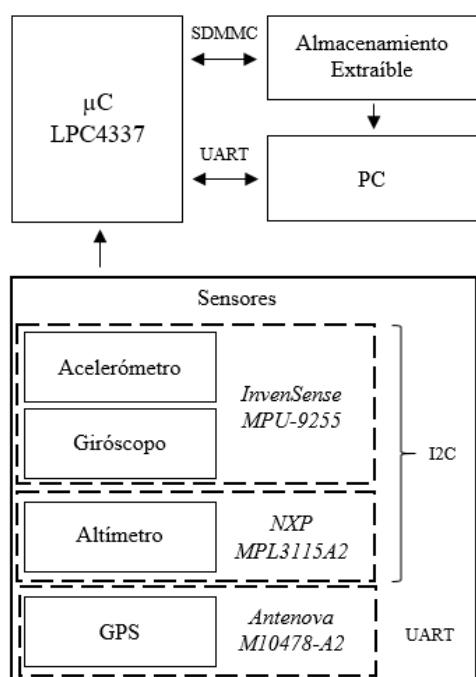 SDMMC
Almacenamiento
Extraíble
µC
LPC4337
UART
PC
Sensores
Acelerómetro
InvenSense
MPU-9255
Giróscopo
I2C
Altímetro
NXP
MPL3115A2
GPS
Antenova
M10478-A2
UART